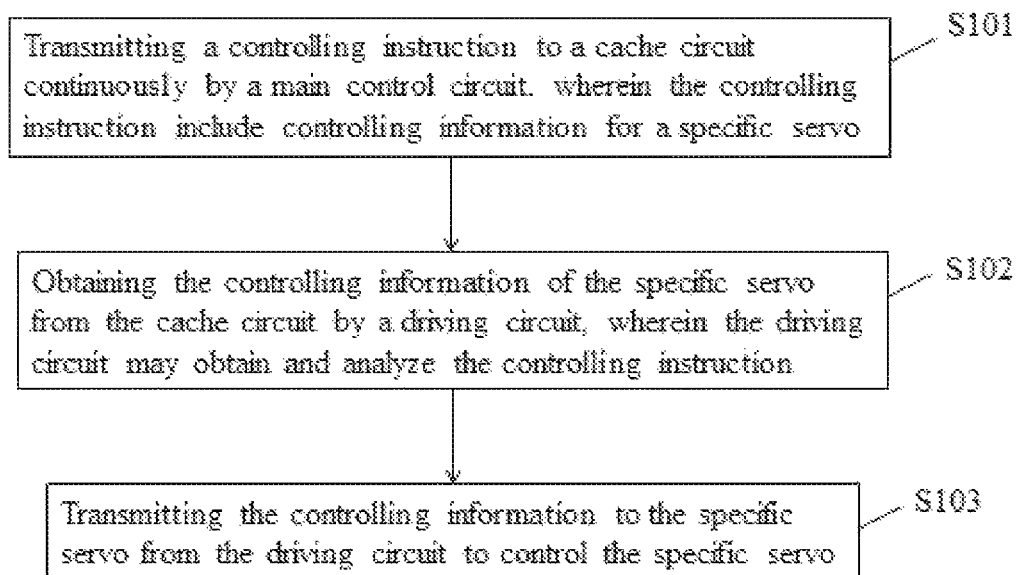 S101
Transmitting a controlling instruction to a cache circuit
continuously by a main control circuit. wherein the controlling
instruction include controlling information for a specific servo
S102
Obtaining the controlling information of the specific servo
from the cache circuit by a driving circuit, wherein the driving
circuit may obtain and analyze the controlling instruction
S103
Transmitting the controlling information to the specific
servo from the driving circuit to control the specific servo